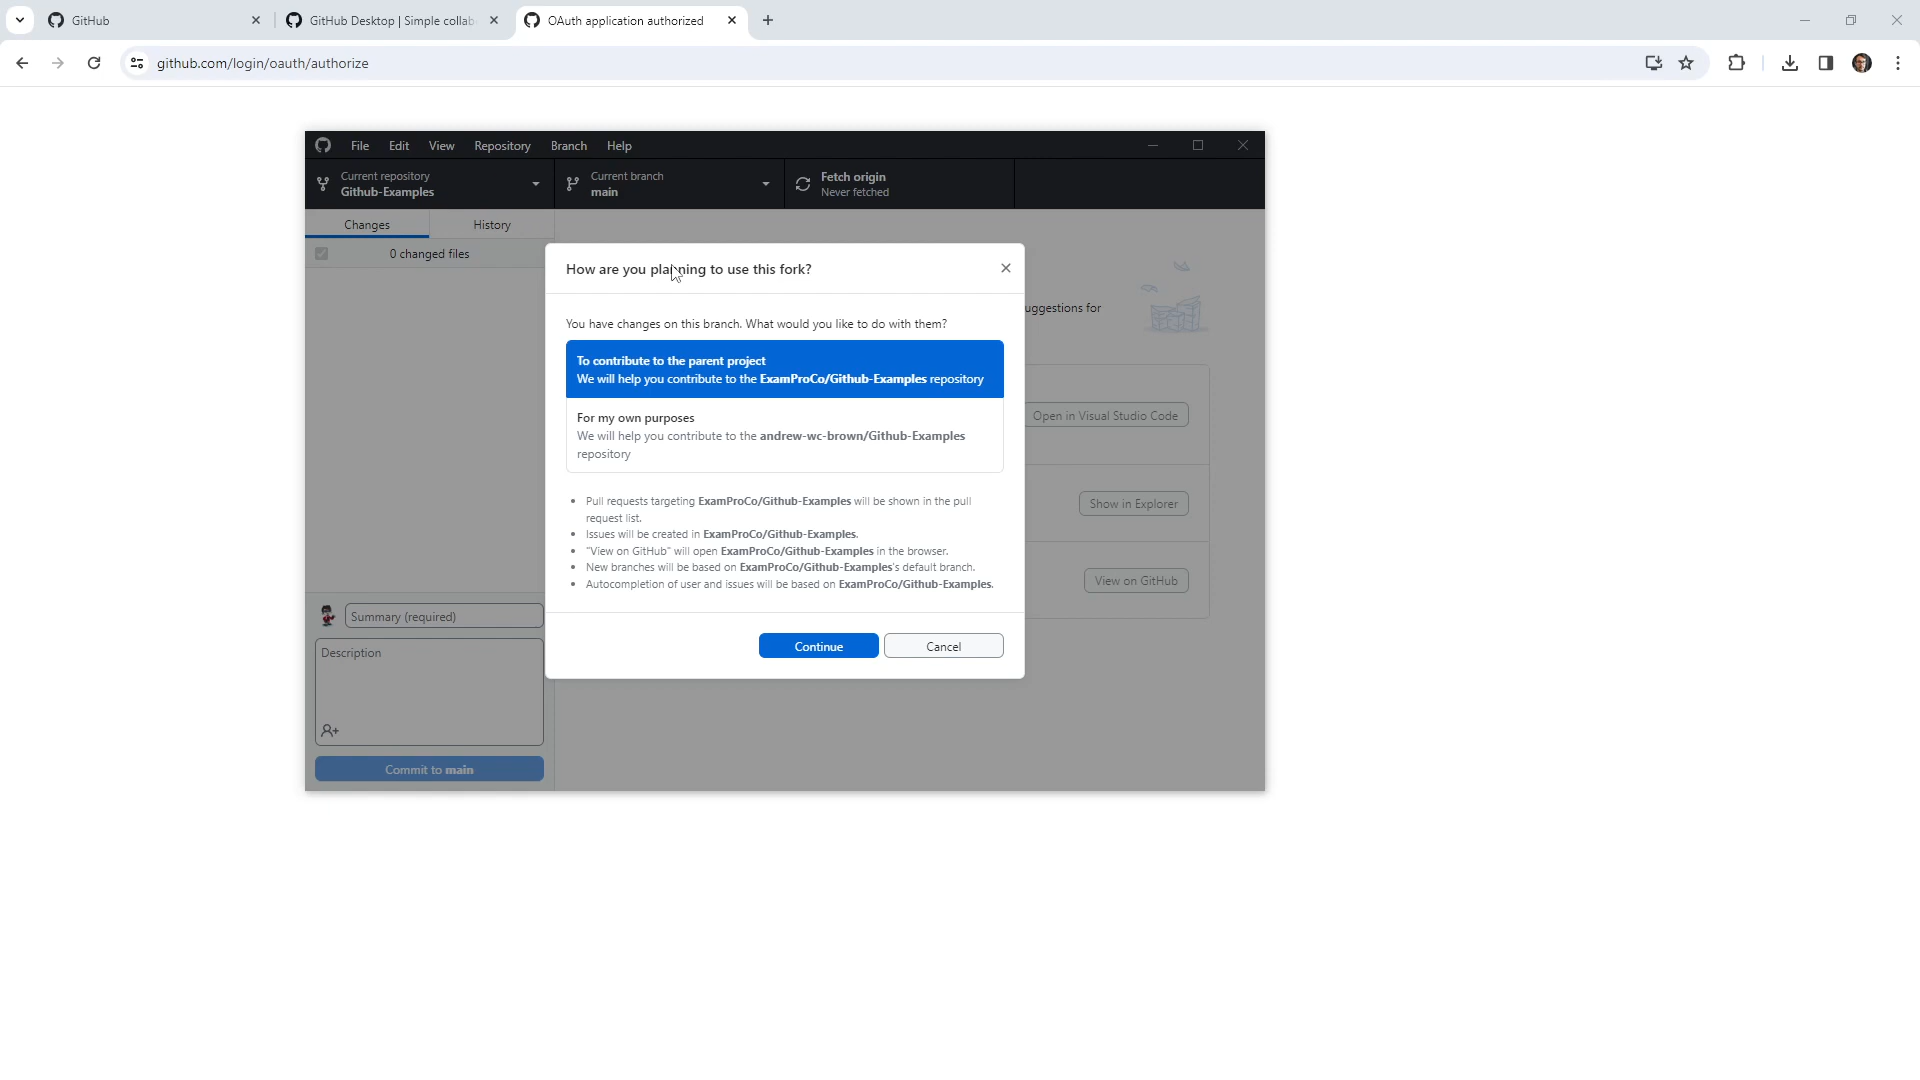 GitHub
GitHub Desktop | Simple collab
OAuth application authorized
github.com/login/oauth/authorize
File Edit View Repository Branch Help
Current repository
Github-Examples
Current branch
main
Fetch origin
Never fetched
Changes
History
0 changed files
How are you planning to use this fork?
uggestions for
You have changes on this branch. What would you like to do with them?
To contribute to the parent project
We will help you contribute to the ExamProCo/Github-Examples repository
For my own purposes
We will help you contribute to the andrew-wc-brown/Github-Examples
repository
Open in Visual Studio Code
Pull requests targeting ExamProCo/Github-Examples will be shown in the pull
request list.
Issues will be created in ExamProCo/Github-Examples.
"View on GitHub" will open ExamProCo/Github-Examples in the browser.
New branches will be based on ExamProCo/Github-Examples's default branch.
Autocompletion of user and issues will be based on ExamProCo/Github-Examples.
Show in Explorer
View on GitHub
Summary (required)
Description
Continue
Cancel
Commit to main